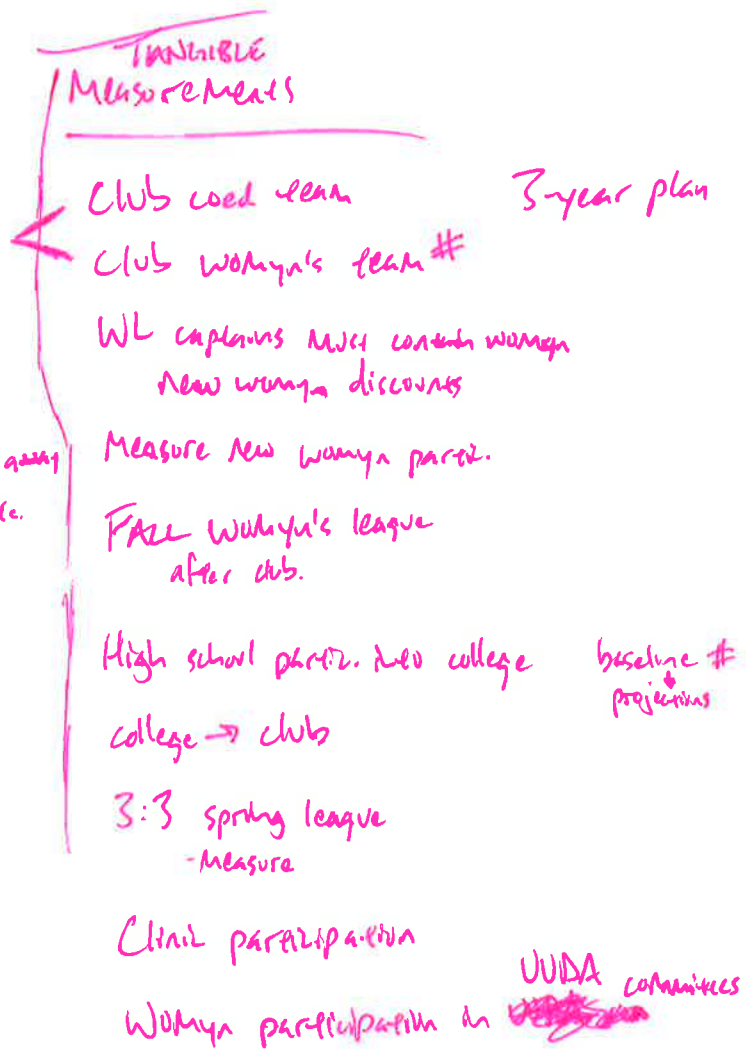 TANGIBLE
Measurements
Club coed team 3-year plan
Club womyn's team #
WL captains must contain womyn
new womyn discounts
Measure new womyn partic.
FALL womyn's league
after club.
High school partic. into college baseline #
projections
college → club
3:3 spring league
-measure
Clinic participation
UUDA committees
Womyn participation in